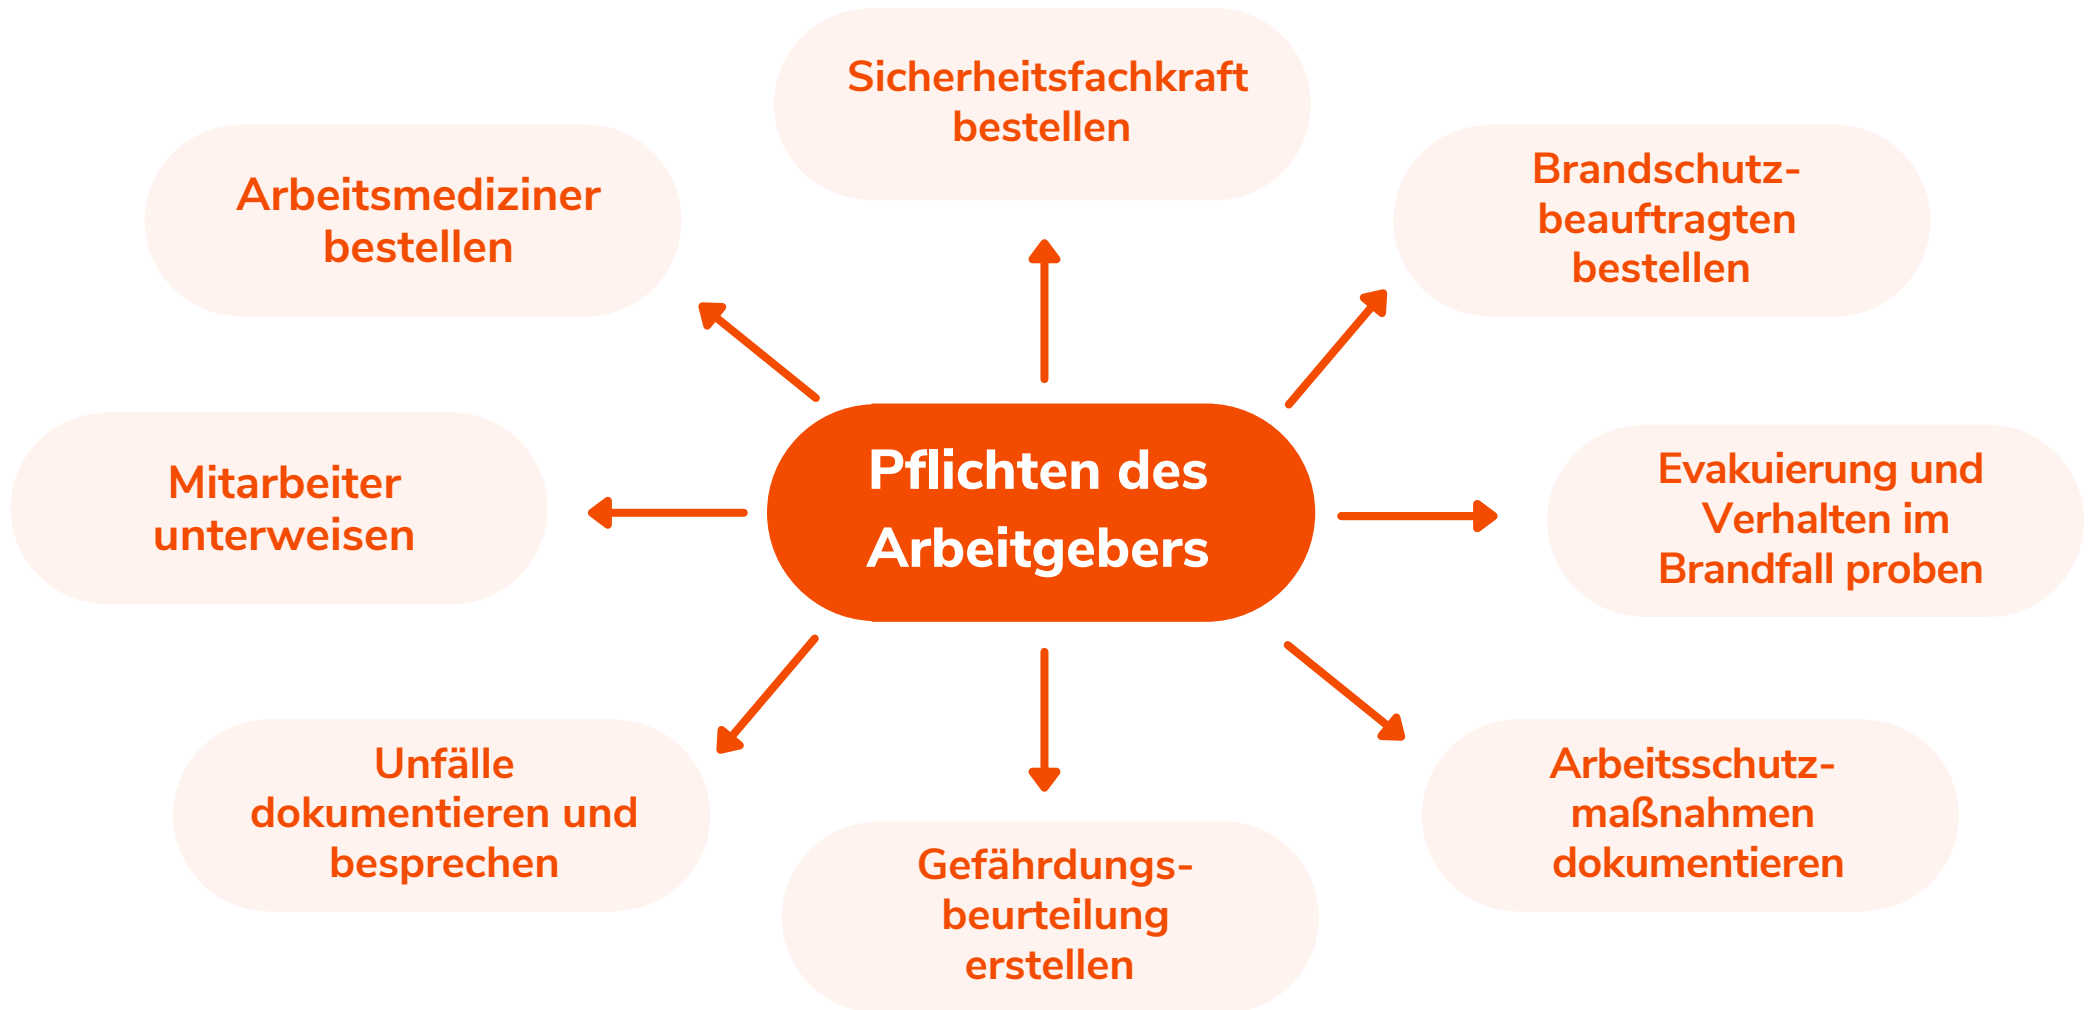 Sicherheitsfachkraft
bestellen
Arbeitsmediziner
bestellen
Brandschutz-
beauftragten
bestellen
Pflichten des
Arbeitgebers
Mitarbeiter
unterweisen
Evakuierung und
Verhalten im
Brandfall proben
Unfälle
dokumentieren und
besprechen
Gefährdungs-
beurteilung
erstellen
Arbeitsschutz-
maßnahmen
dokumentieren